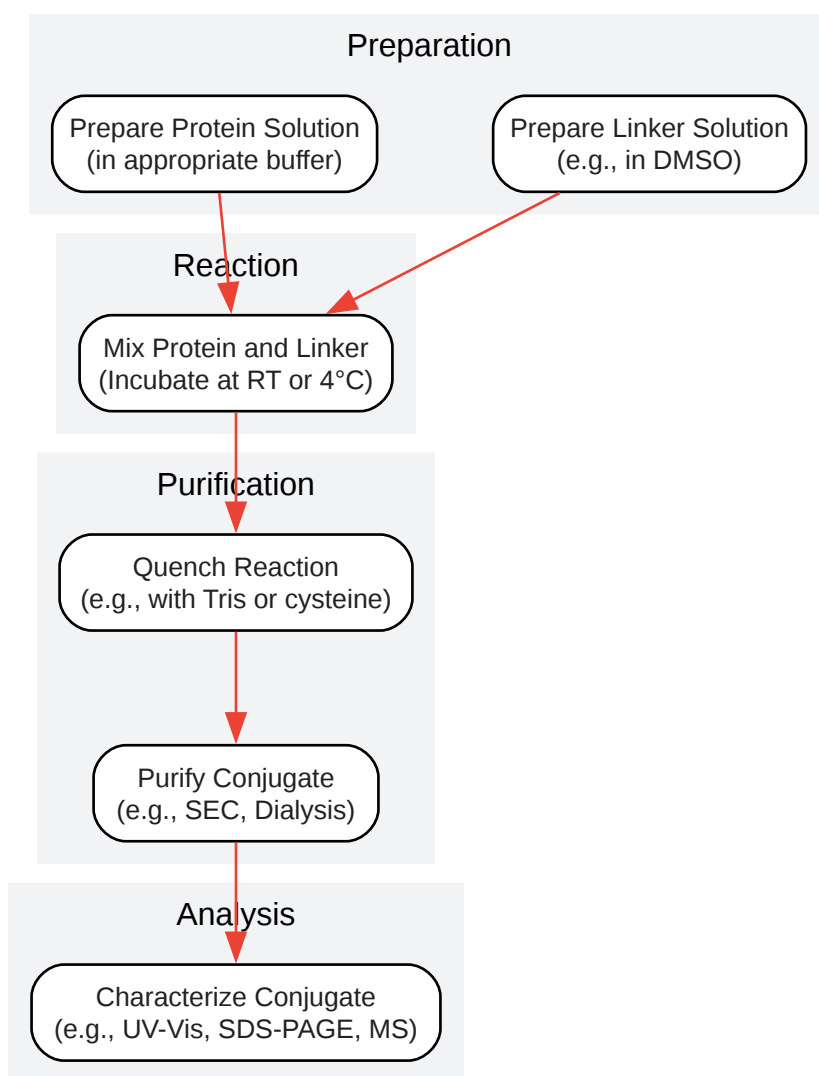 Preparation
Prepare Protein Solution
(in appropriate buffer)
Prepare Linker Solution
(e.g., in DMSO)
Reaction
Mix Protein and Linker
(Incubate at RT or 4°C)
Purification
Quench Reaction
(e.g., with Tris or cysteine)
Purify Conjugate
(e.g., SEC, Dialysis)
Analysis
Characterize Conjugate
(e.g., UV-Vis, SDS-PAGE, MS)